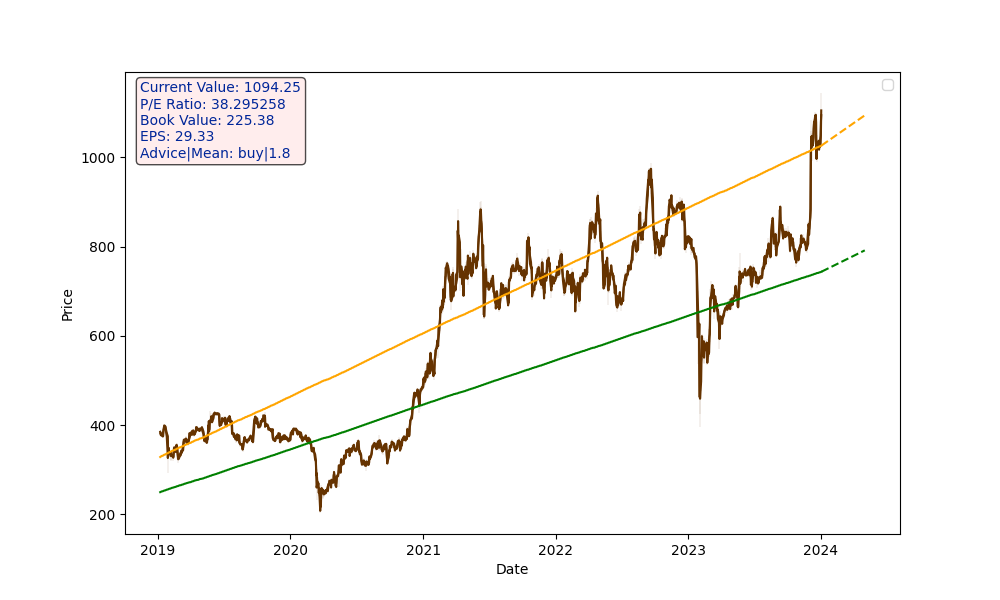 Current Value: 1094.25
P/E Ratio: 38.295258
Book Value: 225.38
EPS: 29.33
Advice|Mean: buy|1.8
Price
1000
800
600
400
200
2019 2020 2021 2022 2023 2024
Date